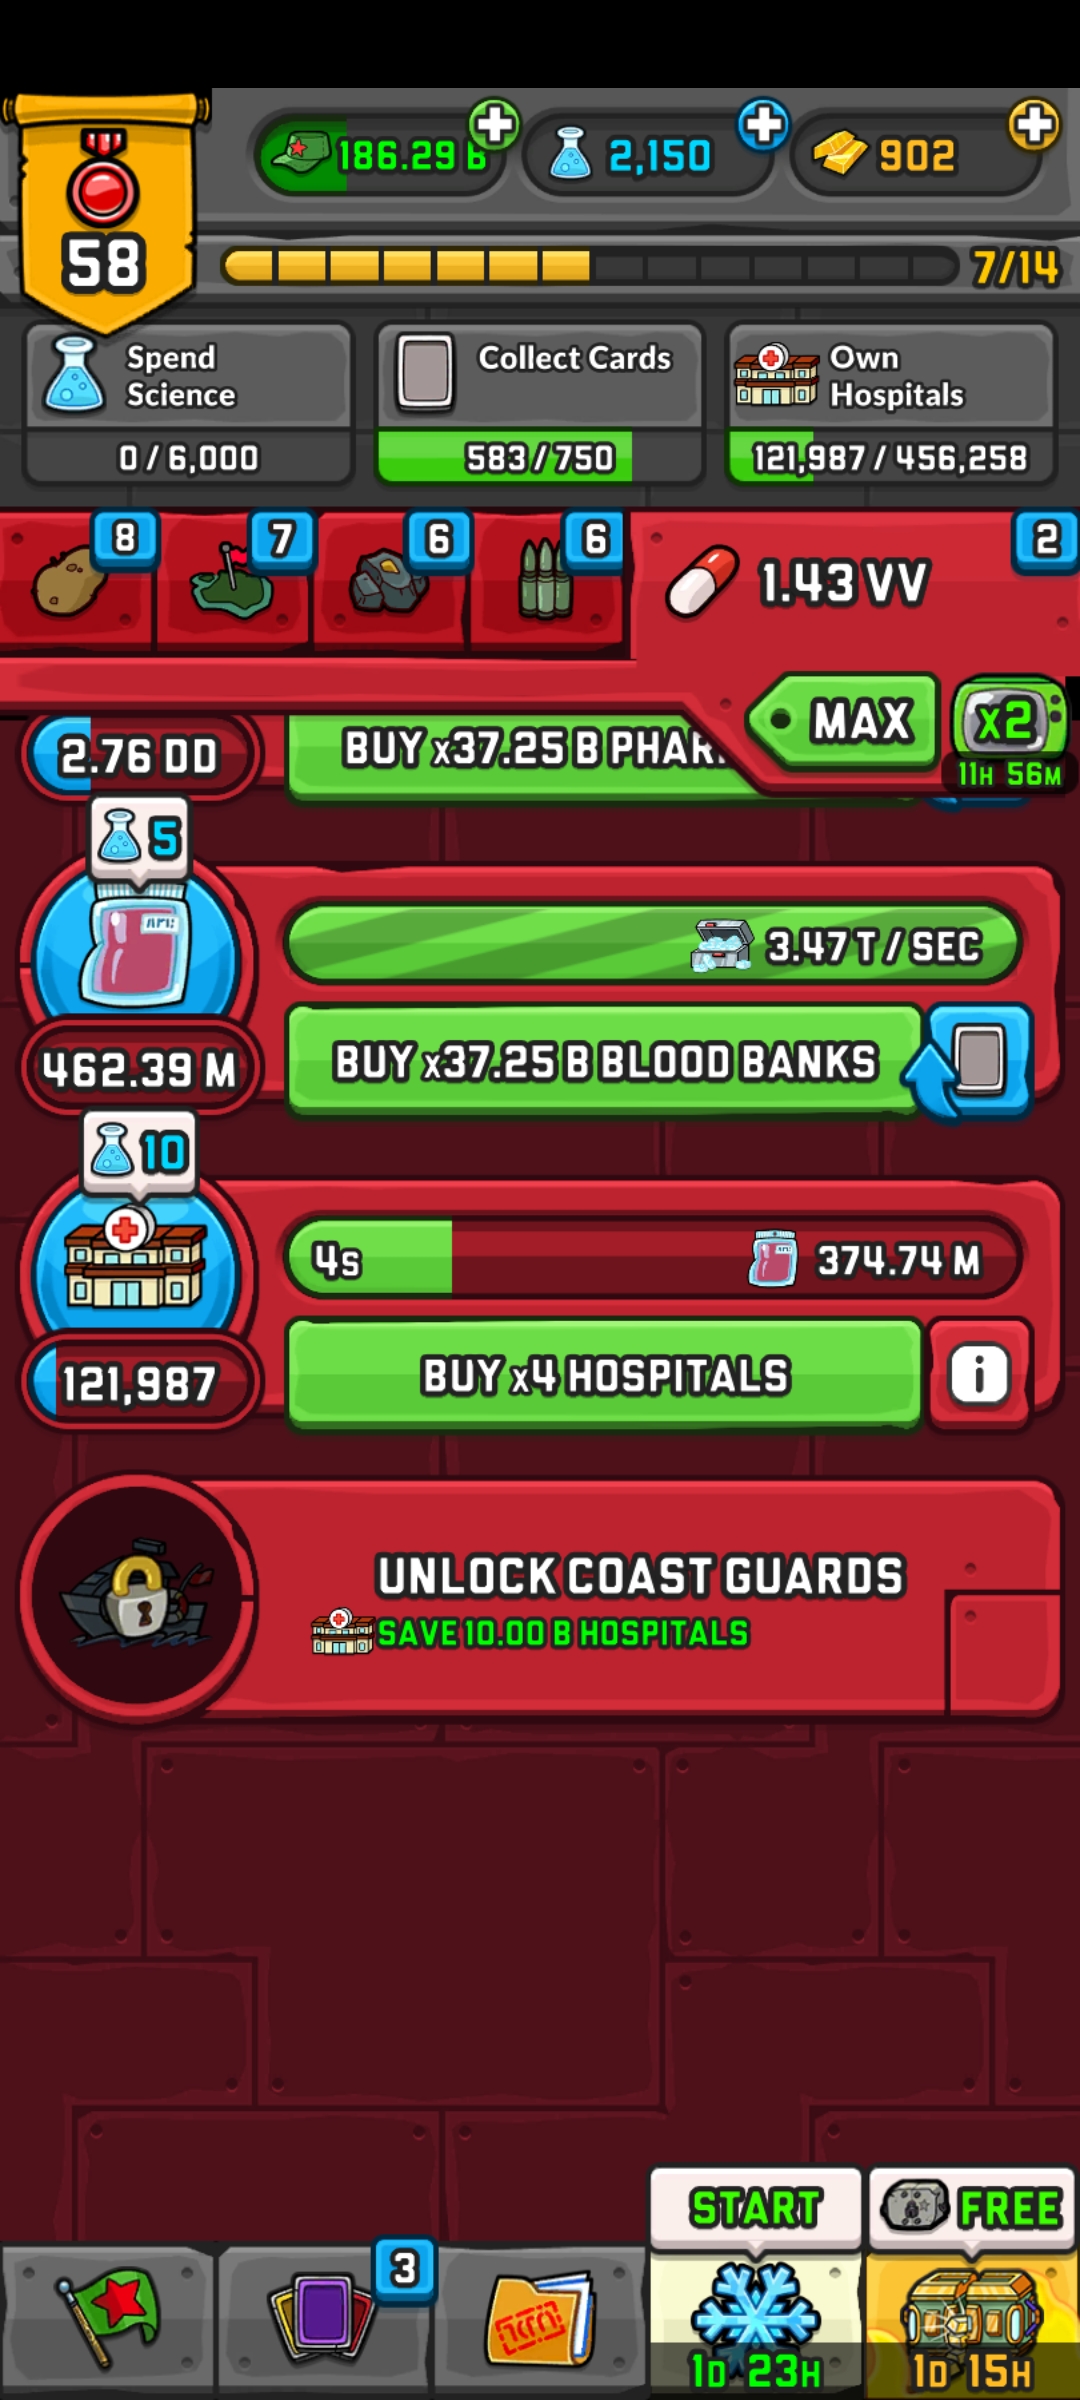 58
186.29 B
2,150
902
7/14
Spend
Science
0 / 6,000
Collect Cards
583 / 750
Own
Hospitals
121,987 / 456,258
8
7
6
6
2
1.43 VV
MAX
x2
11H 56M
2.76 DD
BUY x37.25 B PHAR
5
3.47 T / SEC
462.39 M
BUY x37.25 B BLOOD BANKS
10
4s
374.74 M
121,987
BUY x4 HOSPITALS
i
UNLOCK COAST GUARDS
SAVE 10.00 B HOSPITALS
START
FREE
3
1D 23H
1D 15H